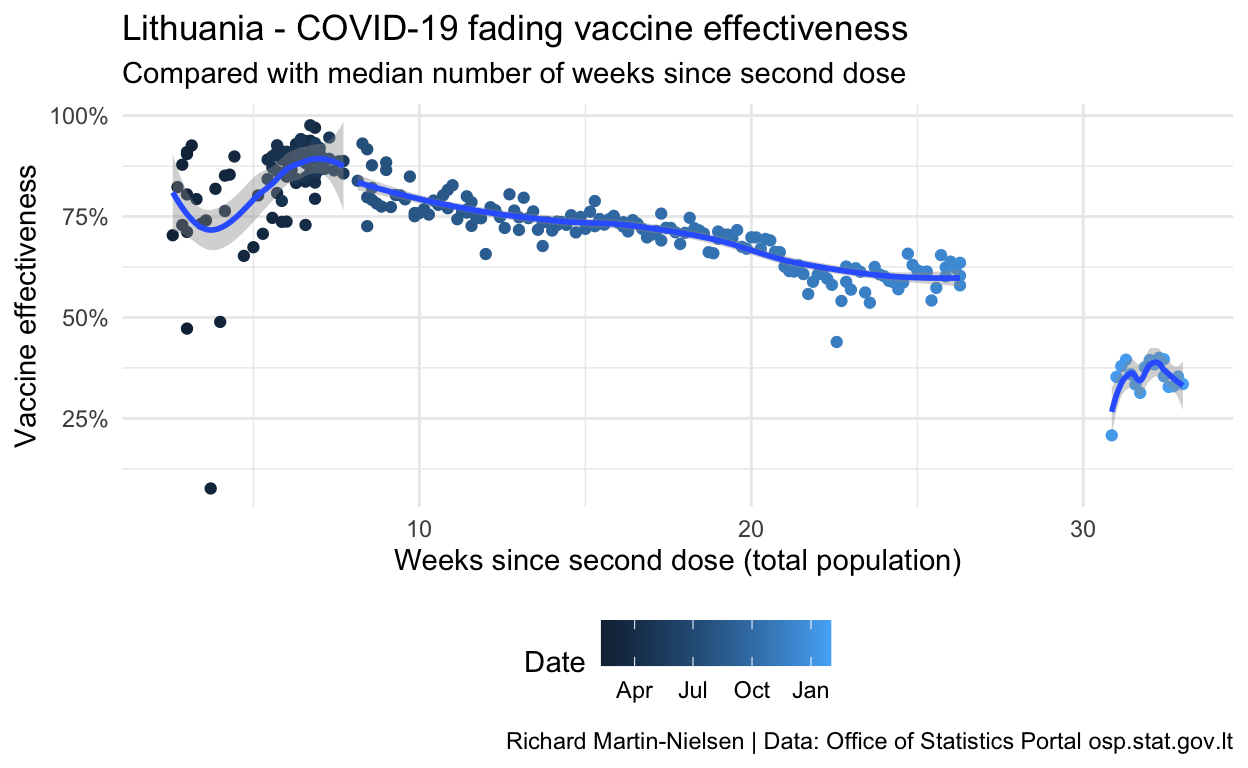 Lithuania - COVID-19 fading vaccine effectiveness
Compared with median number of weeks since second dose
Vaccine effectiveness
100%
75%
50%
25%
10 20 30
Weeks since second dose (total population)
Date
Apr Jul Oct Jan
Richard Martin-Nielsen | Data: Office of Statistics Portal osp.stat.gov.lt